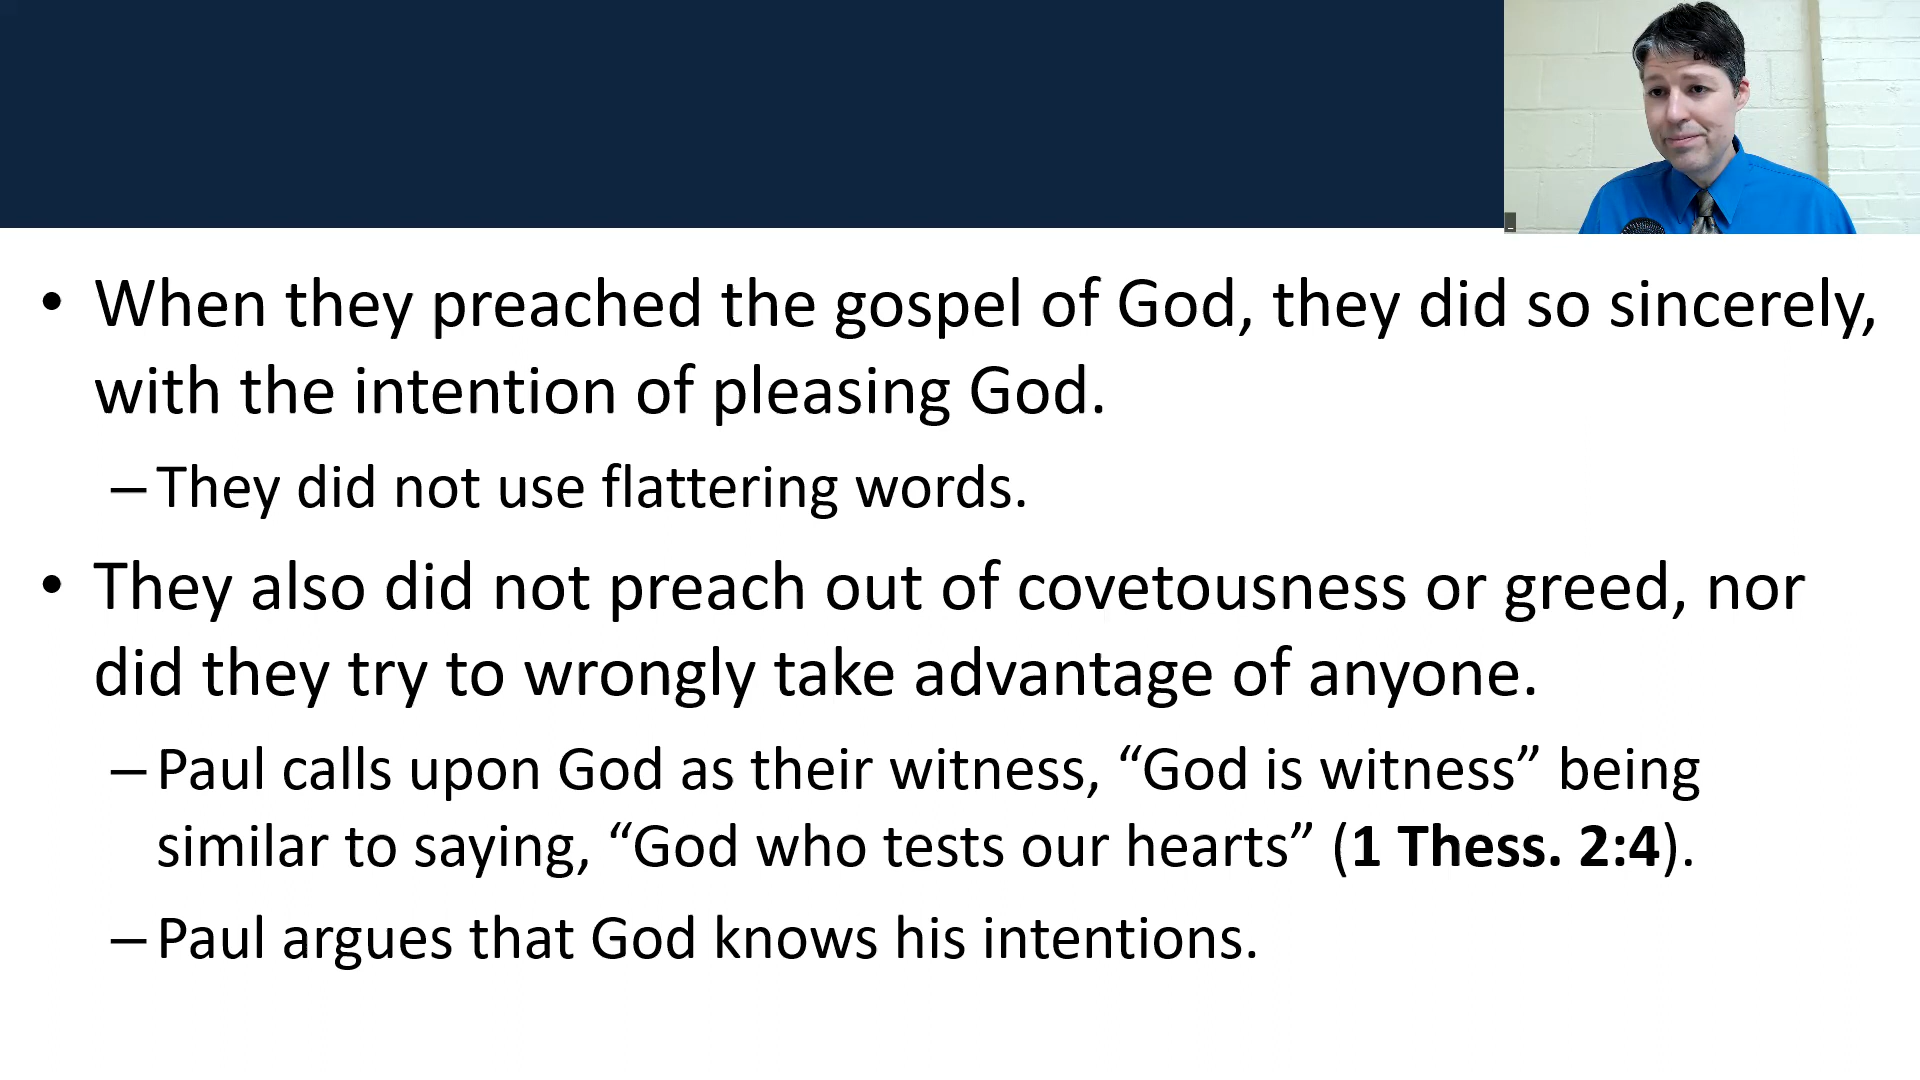 • When they preached the gospel of God, they did so sincerely,
with the intention of pleasing God.
– They did not use flattering words.
• They also did not preach out of covetousness or greed, nor
did they try to wrongly take advantage of anyone.
– Paul calls upon God as their witness, “God is witness” being
similar to saying, “God who tests our hearts” (1 Thess. 2:4).
– Paul argues that God knows his intentions.